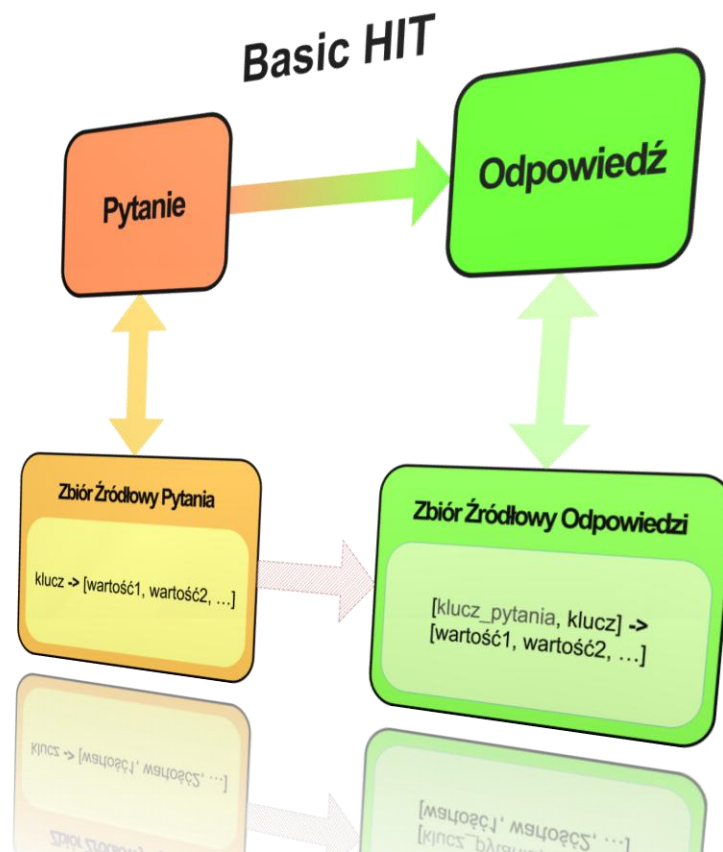 Basic HIT
Pytanie
Odpowiedź
Zbiór Źródłowy Pytania
klucz -> [wartość1, wartość2, ...]
Zbiór Źródłowy Odpowiedzi
[klucz_pytania, klucz] ->
[wartość1, wartość2, ...]